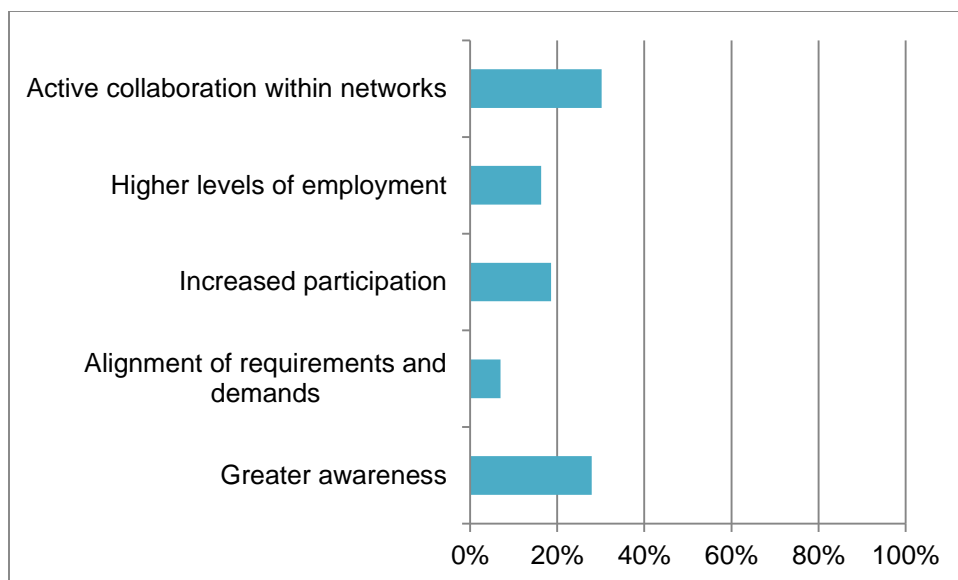 Active collaboration within networks
Higher levels of employment
Increased participation
Alignment of requirements and
demands
Greater awareness
0% 20% 40% 60% 80% 100%